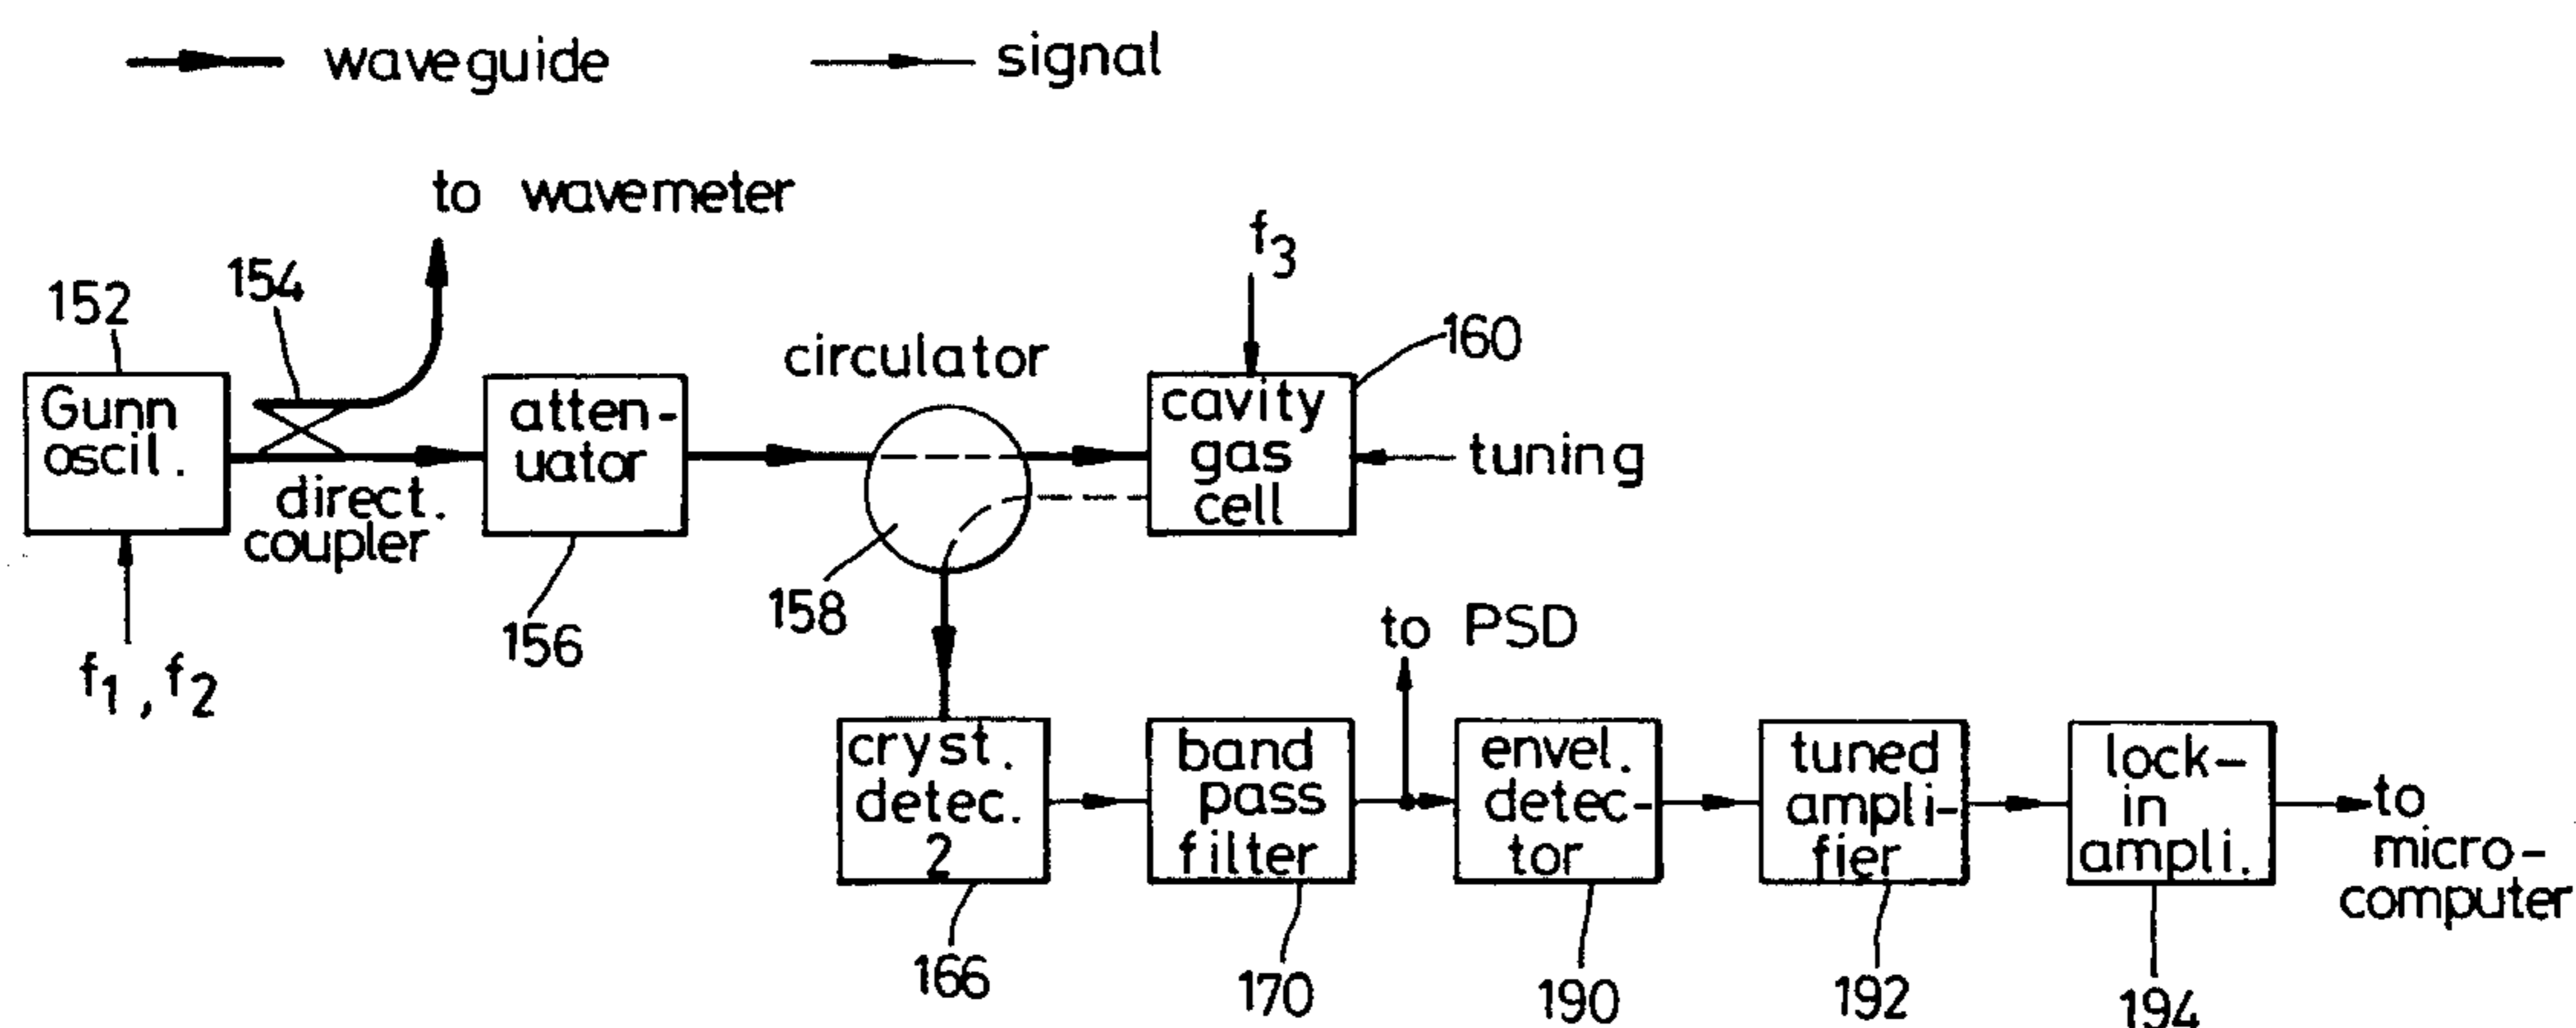 waveguide
signal
to wavemeter
f3
154
152
160
circulator
Gunn
oscil.
atten-
uator
cavity
gas
cell
tuning
direct.
coupler
158
156
to PSD
f1, f2
cryst.
detec.
2
band
pass
filter
envel.
detec-
tor
tuned
ampli-
fier
lock-
in
ampli.
to
micro-
computer
166
170
190
192
194